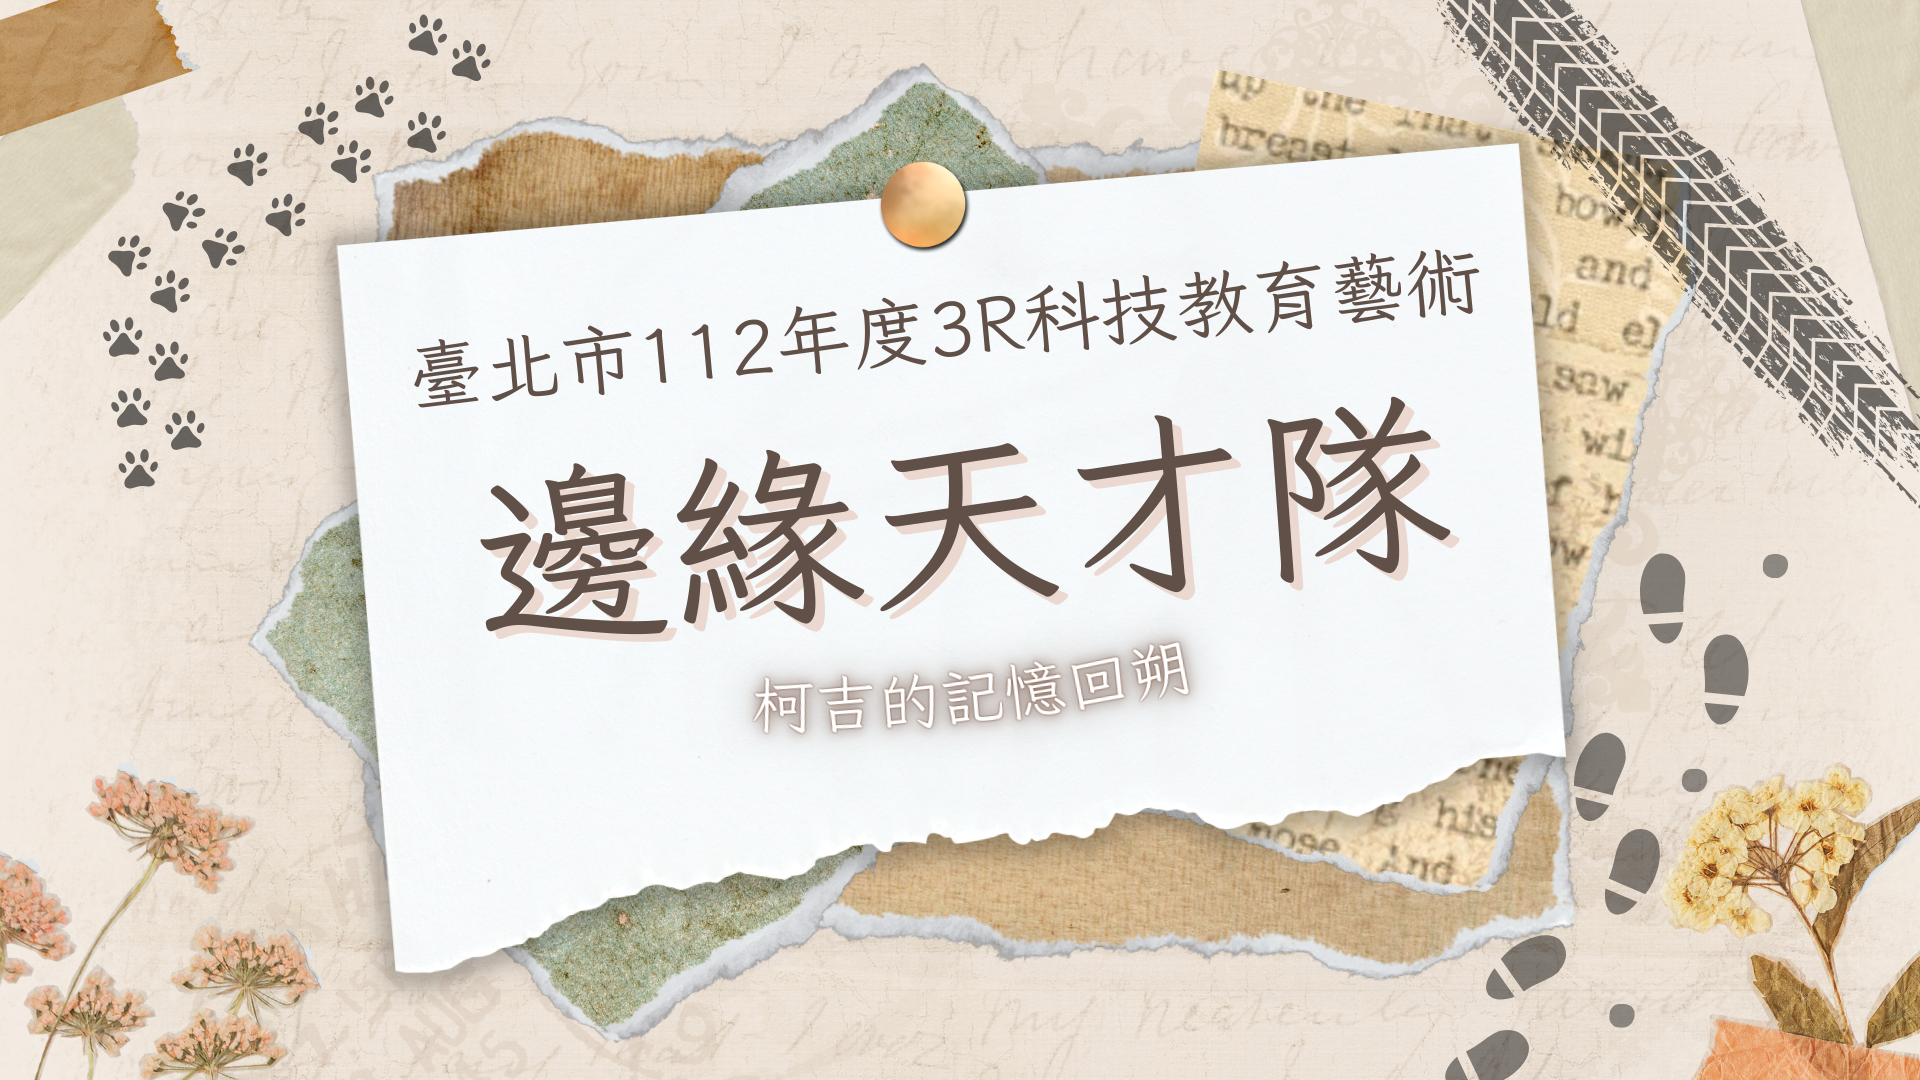 臺北市112年度3R科技教育藝術
邊緣天才隊
柯吉的記憶回朔
up the That
breast
how
and
ld el
saw
wil
his
nose And